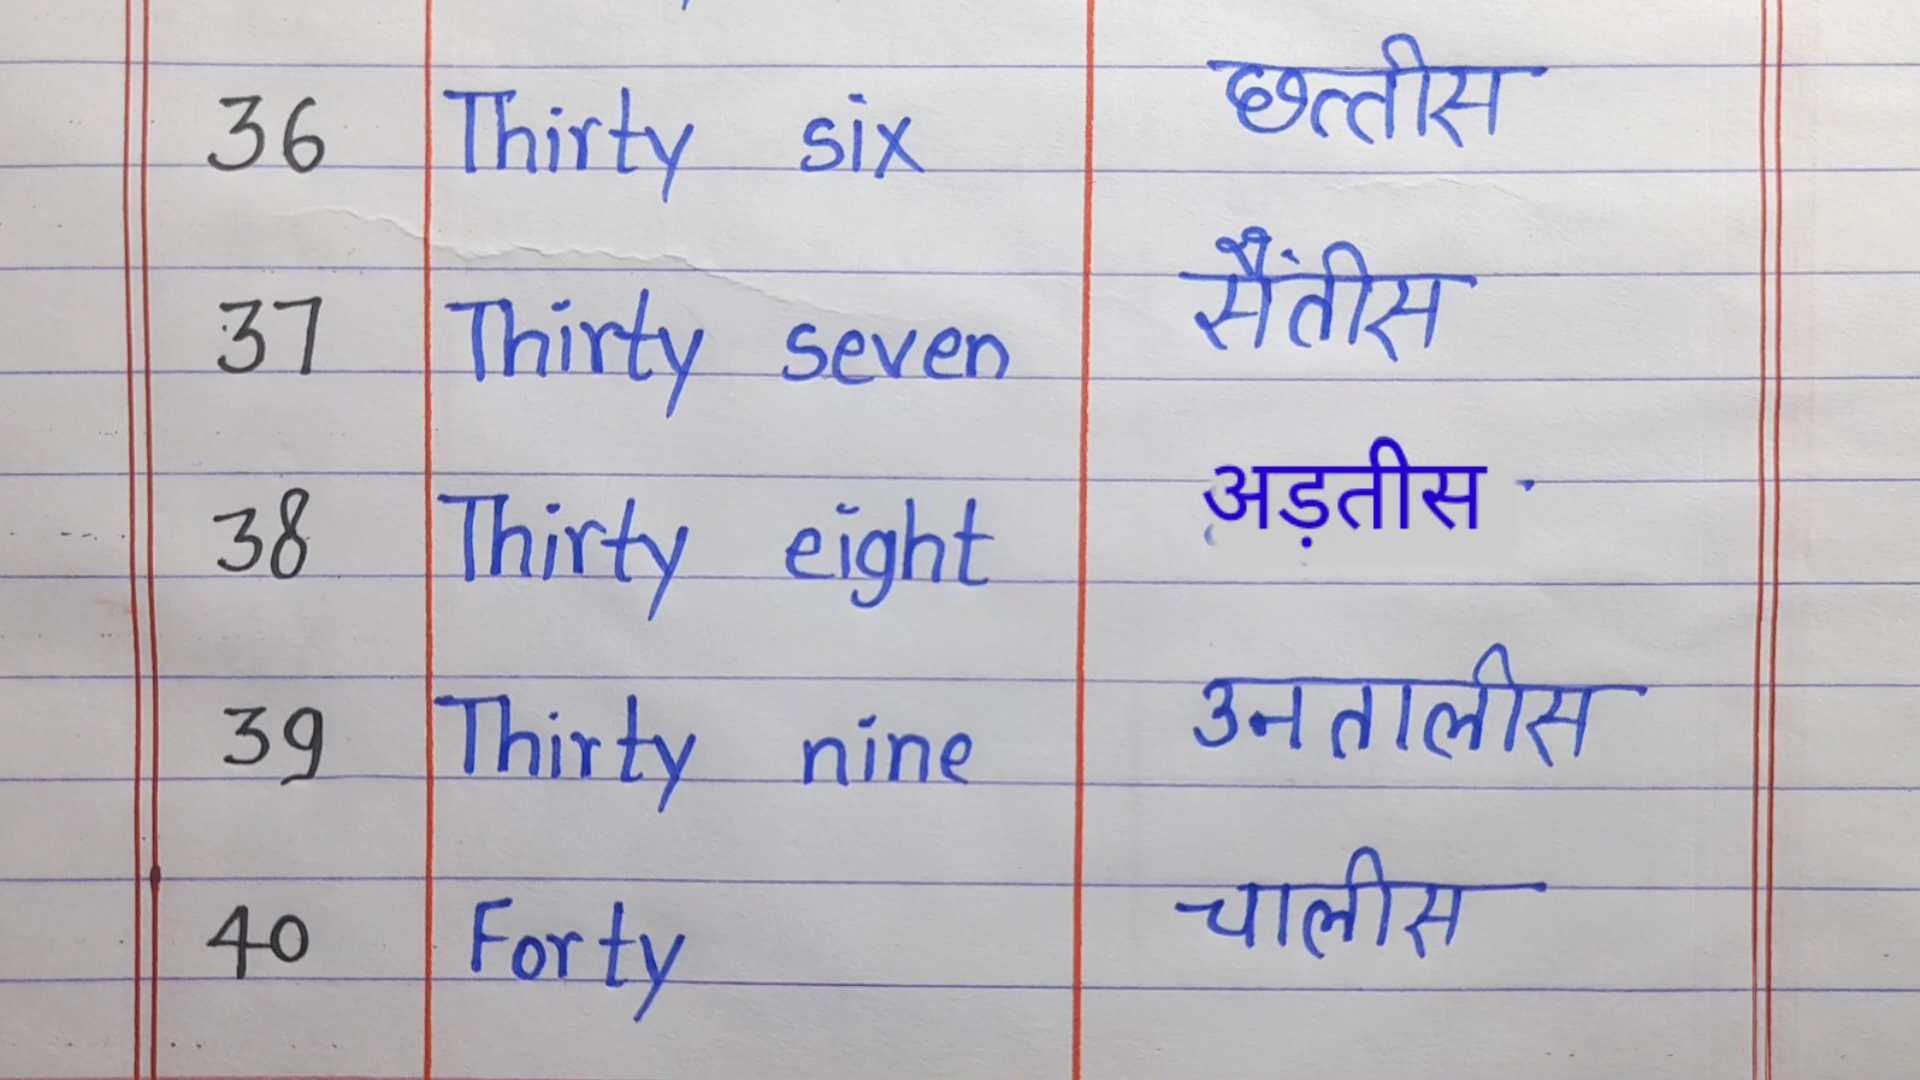 36 Thirty six छत्तीस
37 Thirty seven सैंतीस
38 Thirty eight अड़तीस
39 Thirty nine उनतालीस
40 Forty चालीस